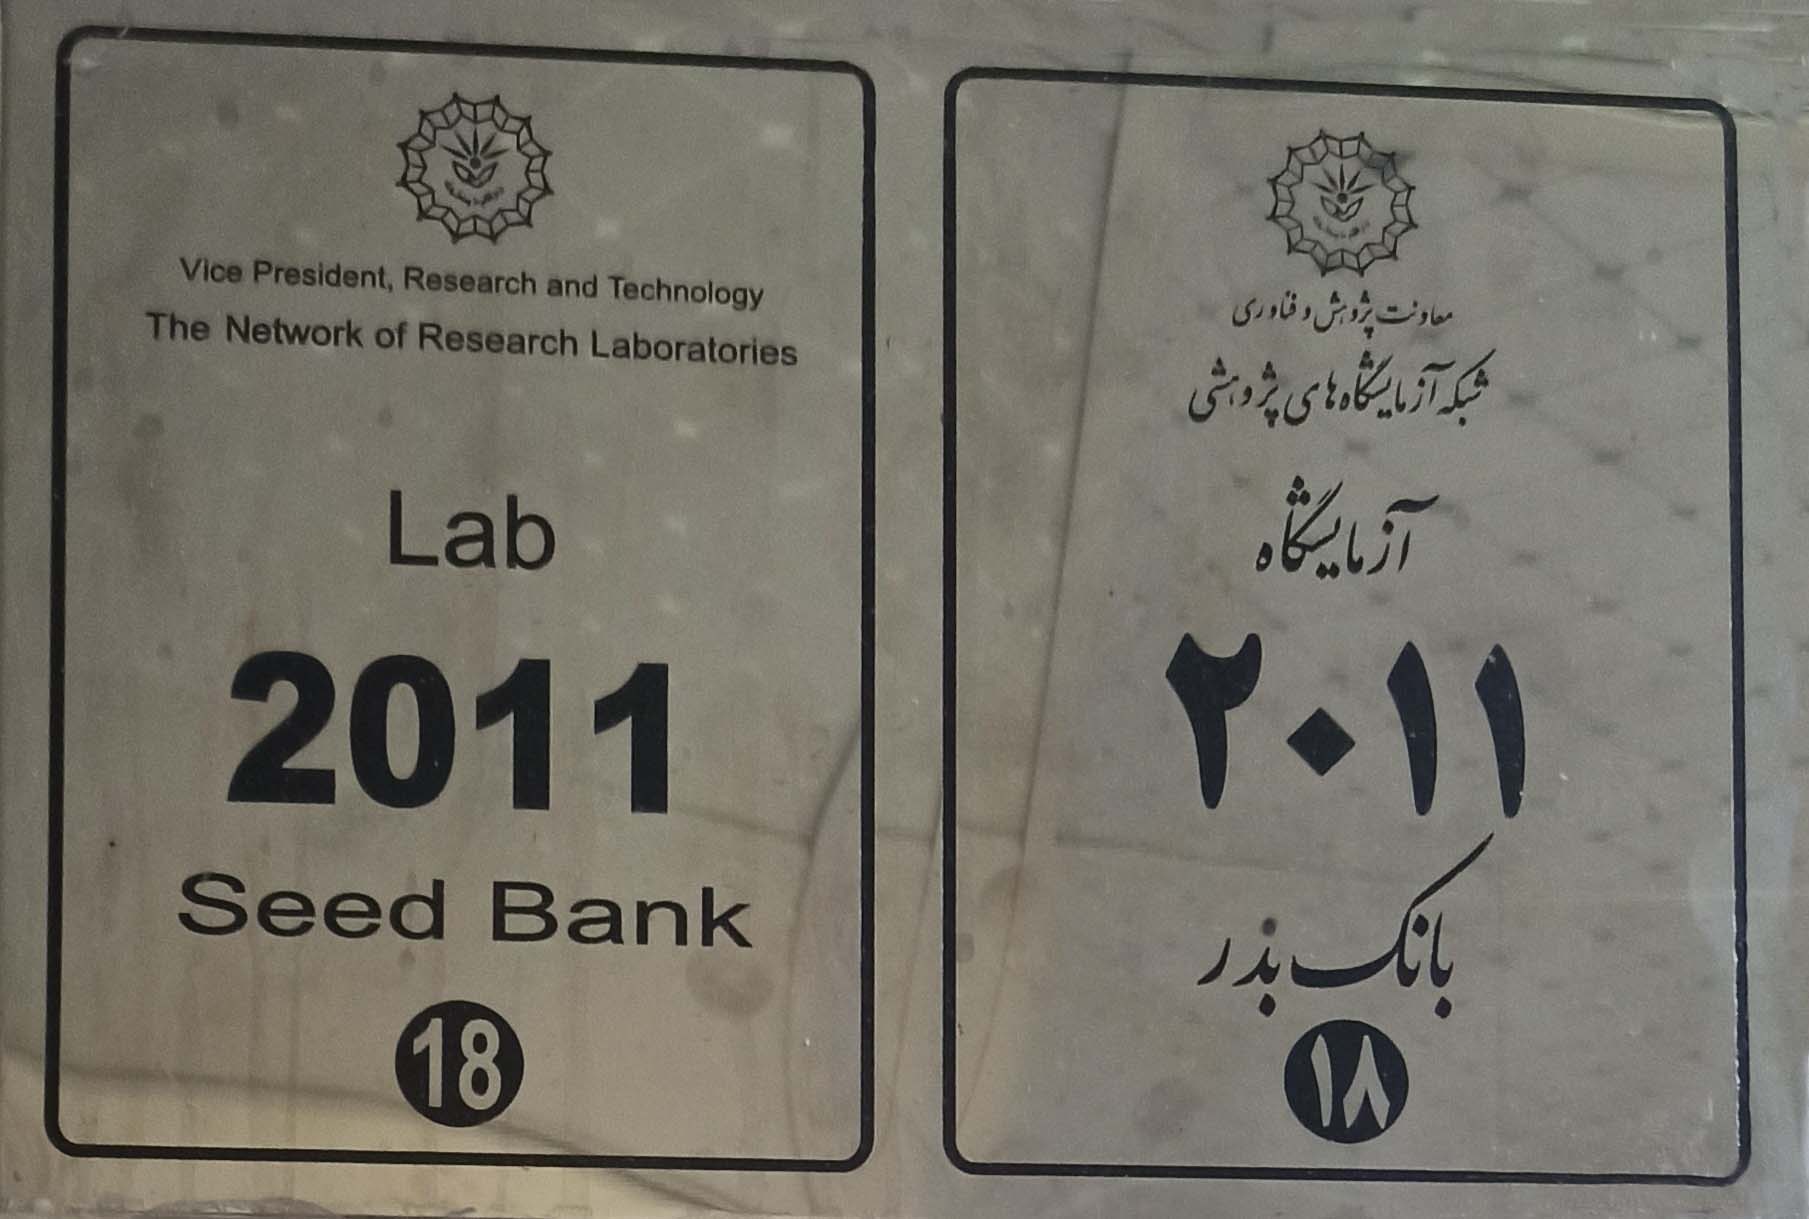 Vice President, Research and Technology
The Network of Research Laboratories
Lab
2011
Seed Bank
18
معاونت پژوهش و فناوری
شبکه آزمایشگاه‌های پژوهشی
آزمایشگاه
۲۰۱۱
بانک بذر
۱۸